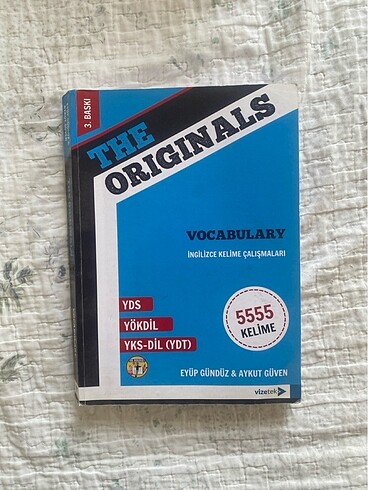 3. BASKI
THE
ORIGINALS
VOCABULARY
İNGİLİZCE KELİME ÇALIŞMALARI
YDS
YÖKDİL
YKS-DİL (YDT)
5555
KELİME
EYÜP GÜNDÜZ & AYKUT GÜVEN
vizetek